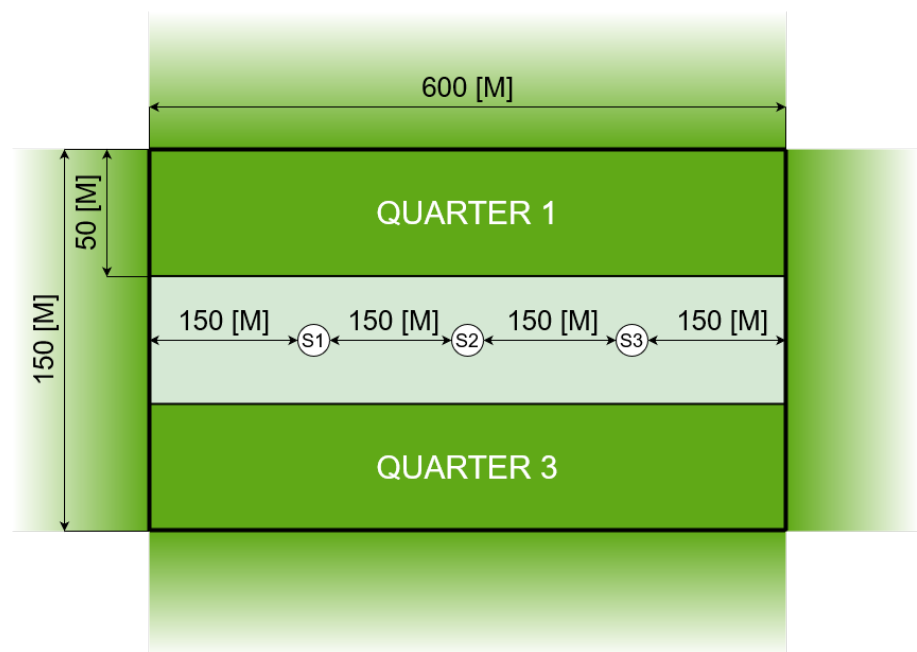 600 [M]
50 [M]
150 [M]
QUARTER 1
150 [M]
S1
150 [M]
S2
150 [M]
S3
150 [M]
QUARTER 3